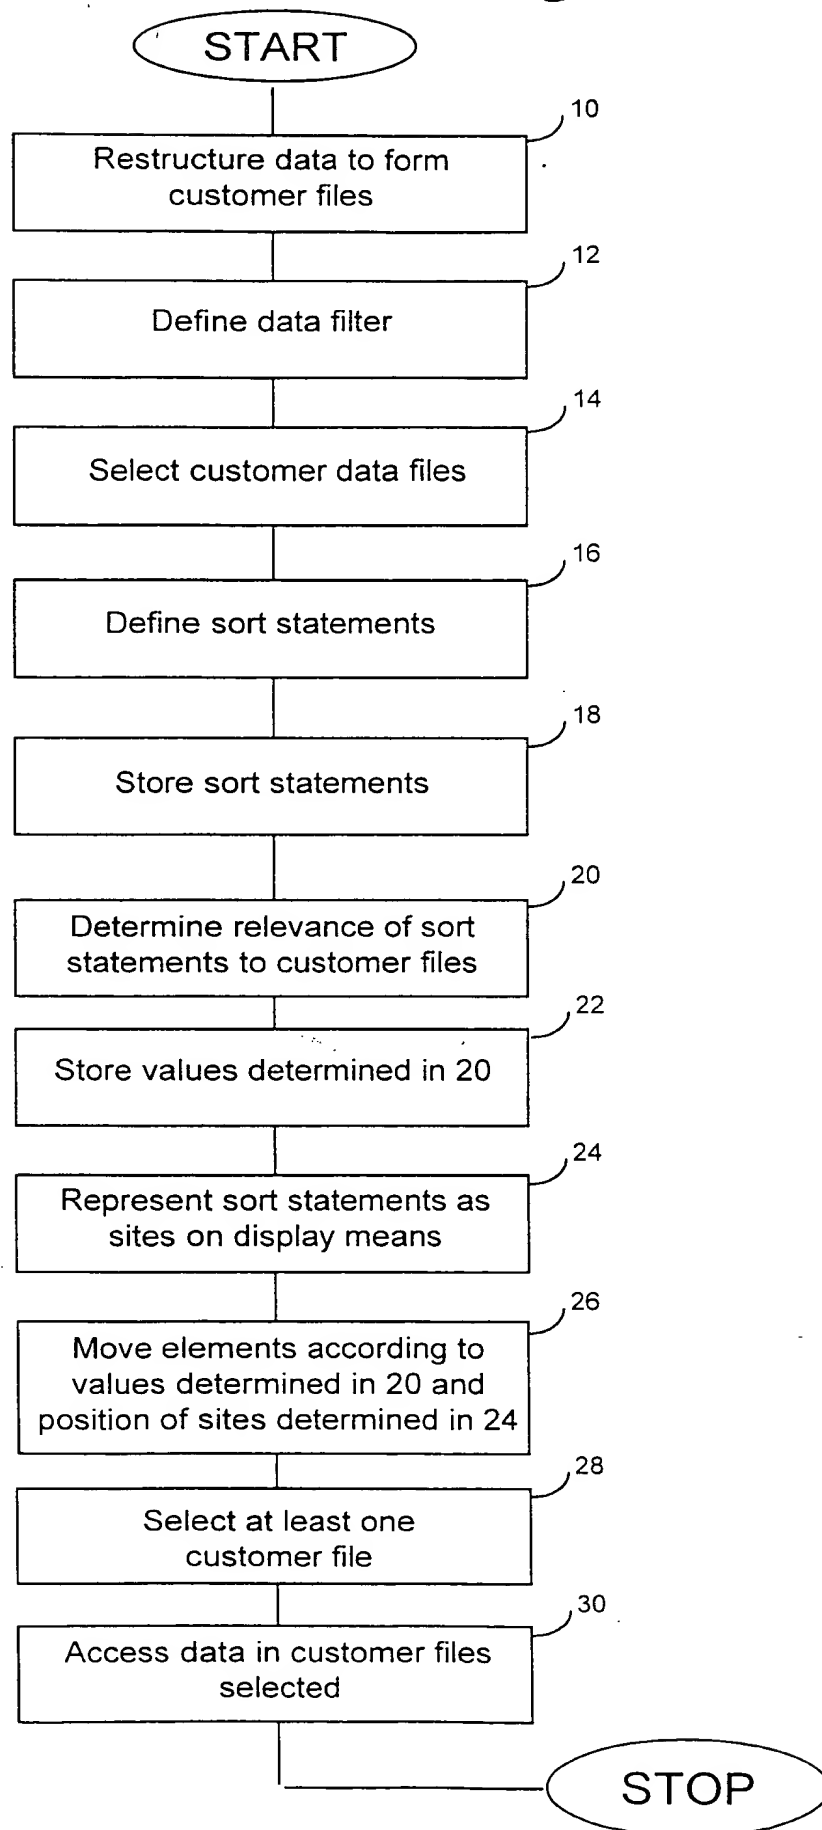 START
10
Restructure data to form
customer files
12
Define data filter
14
Select customer data files
16
Define sort statements
18
Store sort statements
20
Determine relevance of sort
statements to customer files
22
Store values determined in 20
24
Represent sort statements as
sites on display means
26
Move elements according to
values determined in 20 and
position of sites determined in 24
28
Select at least one
customer file
30
Access data in customer files
selected
STOP